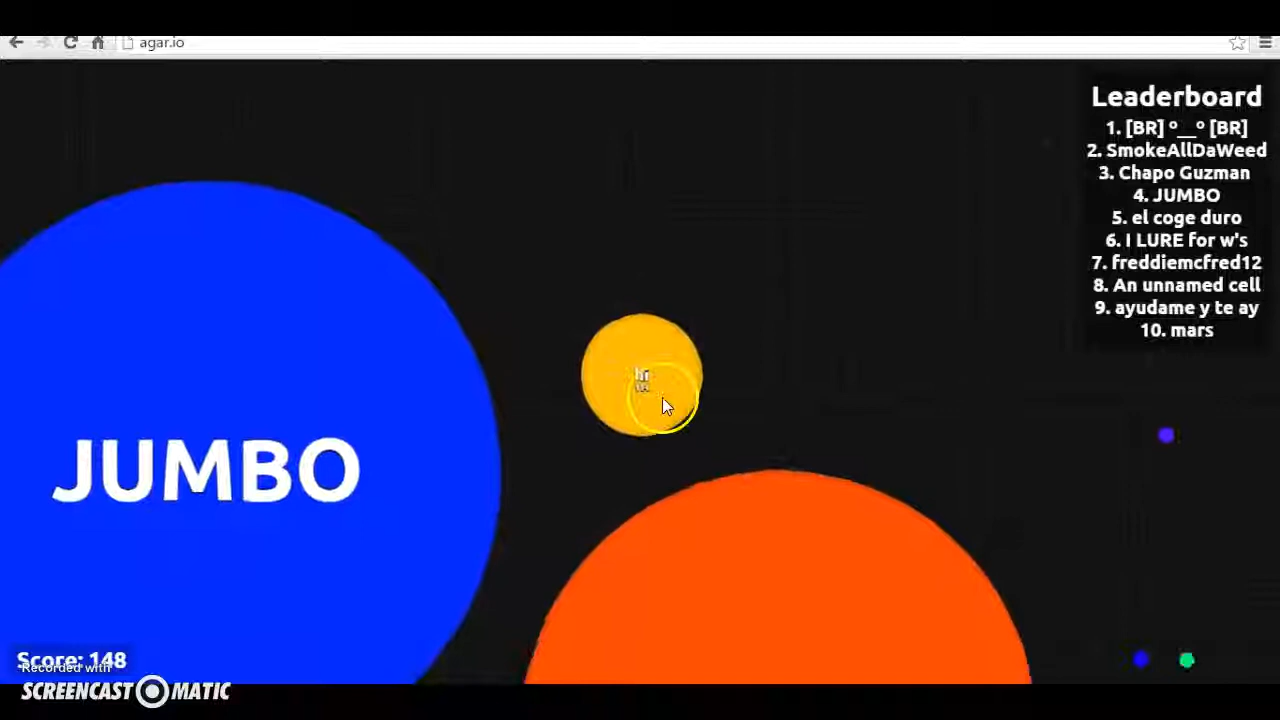 agar.io
Leaderboard
1. [BR] º__º [BR]
2. SmokeAllDaWeed
3. Chapo Guzman
4. JUMBO
5. el coge duro
6. I LURE for w's
7. freddiemcfred12
8. An unnamed cell
9. ayudame y te ay
10. mars
hi
JUMBO
Score: 148
Recorded with
SCREENCAST O MATIC